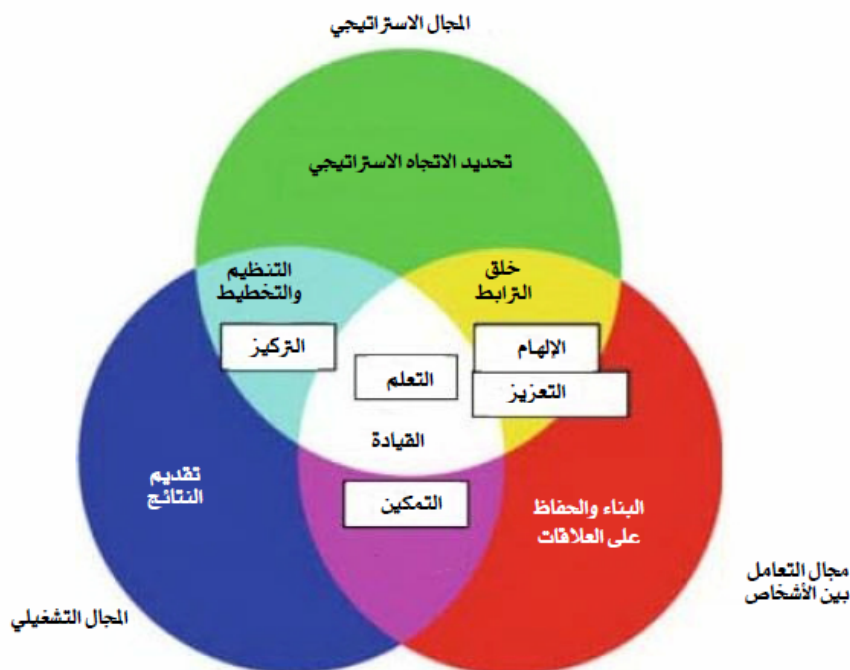 المجال الاستراتيجي
تحديد الاتجاه الاستراتيجي
خلق
الترابط
التنظيم
والتخطيط
الإلهام
التركيز
التعلم
التعزيز
القيادة
تقديم
النتائج
التمكين
البناء والحفاظ
على العلاقات
مجال التعامل
بين الأشخاص
المجال التشغيلي